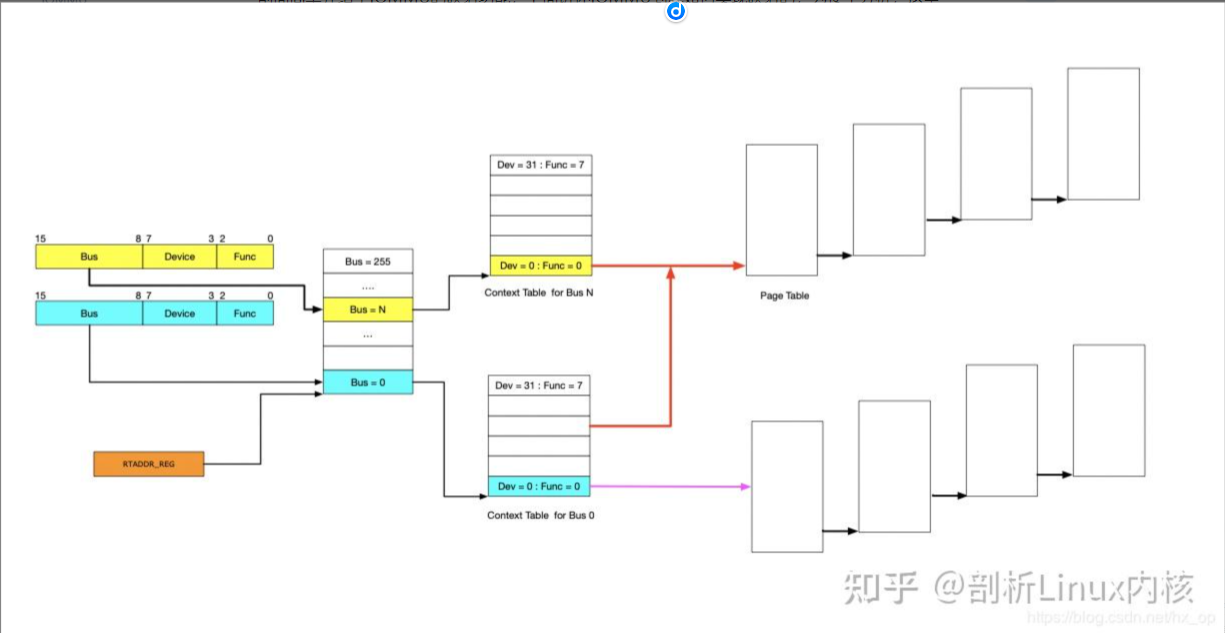 15 8 7 3 2 0
Bus Device Func
15 8 7 3 2 0
Bus Device Func
RTADDR_REG
Bus = 255
....
Bus = N
...
Bus = 0
Dev = 31 : Func = 7
Dev = 0 : Func = 0
Context Table for Bus N
Dev = 31 : Func = 7
Dev = 0 : Func = 0
Context Table for Bus 0
Page Table
知乎 @剖析Linux内核
https://blog.csdn.net/hx_op